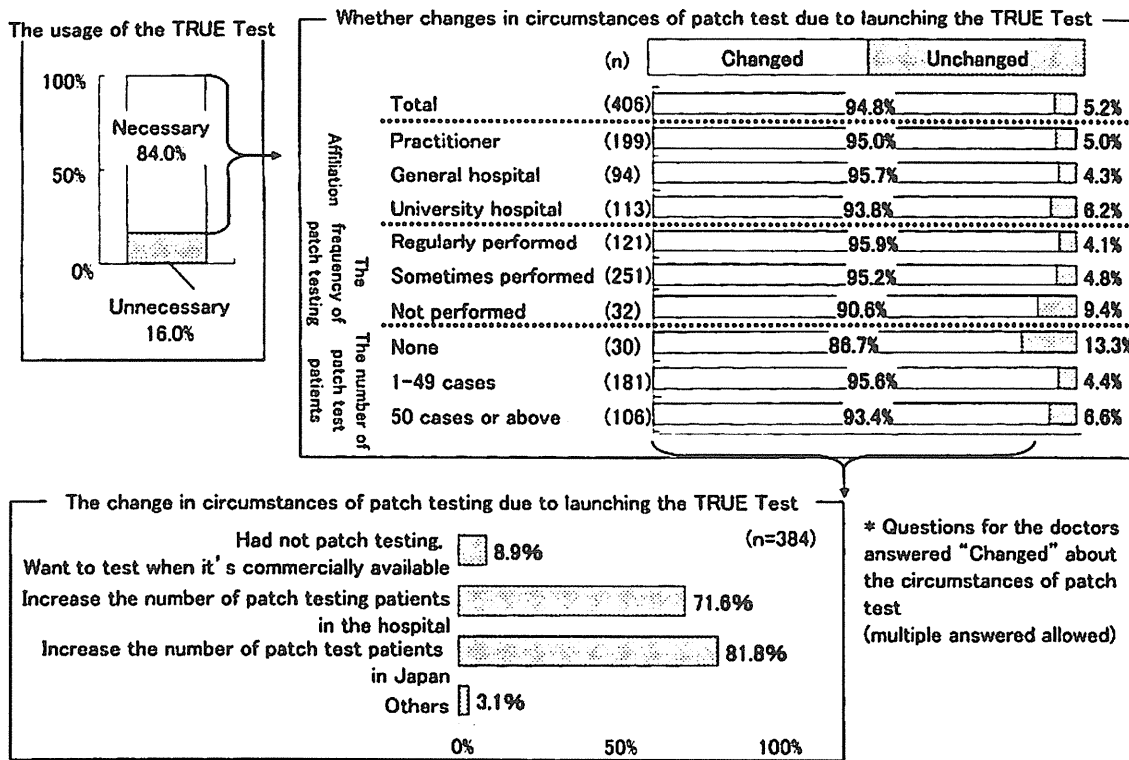 The usage of the TRUE Test
100%
Necessary
84.0%
50%
0%
Unnecessary
16.0%
Whether changes in circumstances of patch test due to launching the TRUE Test
(n) Changed Unchanged
Total (406) 94.8% 5.2%
Affiliation
Practitioner (199) 95.0% 5.0%
General hospital (94) 95.7% 4.3%
University hospital (113) 93.8% 6.2%
The
frequency of
patch testing
Regularly performed (121) 95.9% 4.1%
Sometimes performed (251) 95.2% 4.8%
Not performed (32) 90.6% 9.4%
The number of
patch test
patients
None (30) 86.7% 13.3%
1-49 cases (181) 95.6% 4.4%
50 cases or above (106) 93.4% 6.6%
The change in circumstances of patch testing due to launching the TRUE Test
(n=384)
Had not patch testing.
Want to test when it's commercially available
8.9%
Increase the number of patch testing patients
in the hospital
71.6%
Increase the number of patch test patients
in Japan
81.8%
Others 3.1%
0% 50% 100%
* Questions for the doctors
answered "Changed" about
the circumstances of patch
test
(multiple answered allowed)